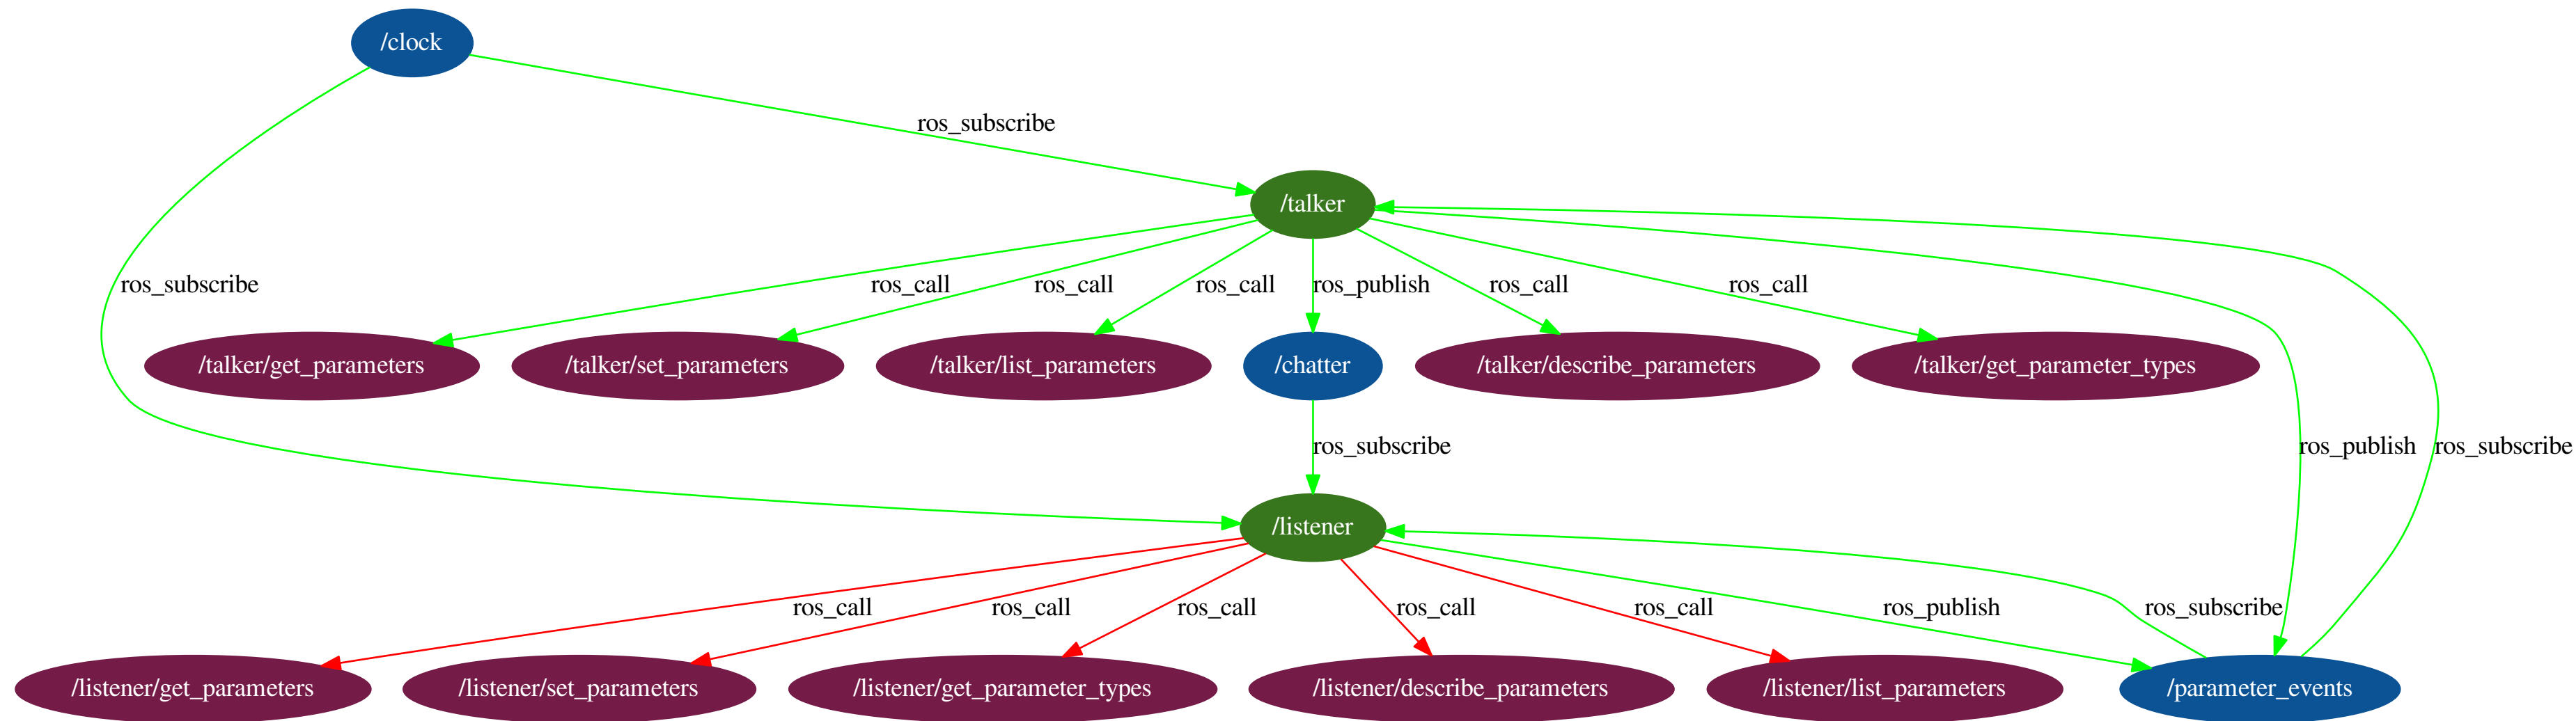 /clock
ros_subscribe
/talker
ros_subscribe
ros_call
ros_call
ros_call
ros_publish
ros_call
ros_call
/talker/get_parameters
/talker/set_parameters
/talker/list_parameters
/chatter
/talker/describe_parameters
/talker/get_parameter_types
ros_subscribe
ros_publish
ros_subscribe
/listener
ros_call
ros_call
ros_call
ros_call
ros_call
ros_publish
ros_subscribe
/listener/get_parameters
/listener/set_parameters
/listener/get_parameter_types
/listener/describe_parameters
/listener/list_parameters
/parameter_events